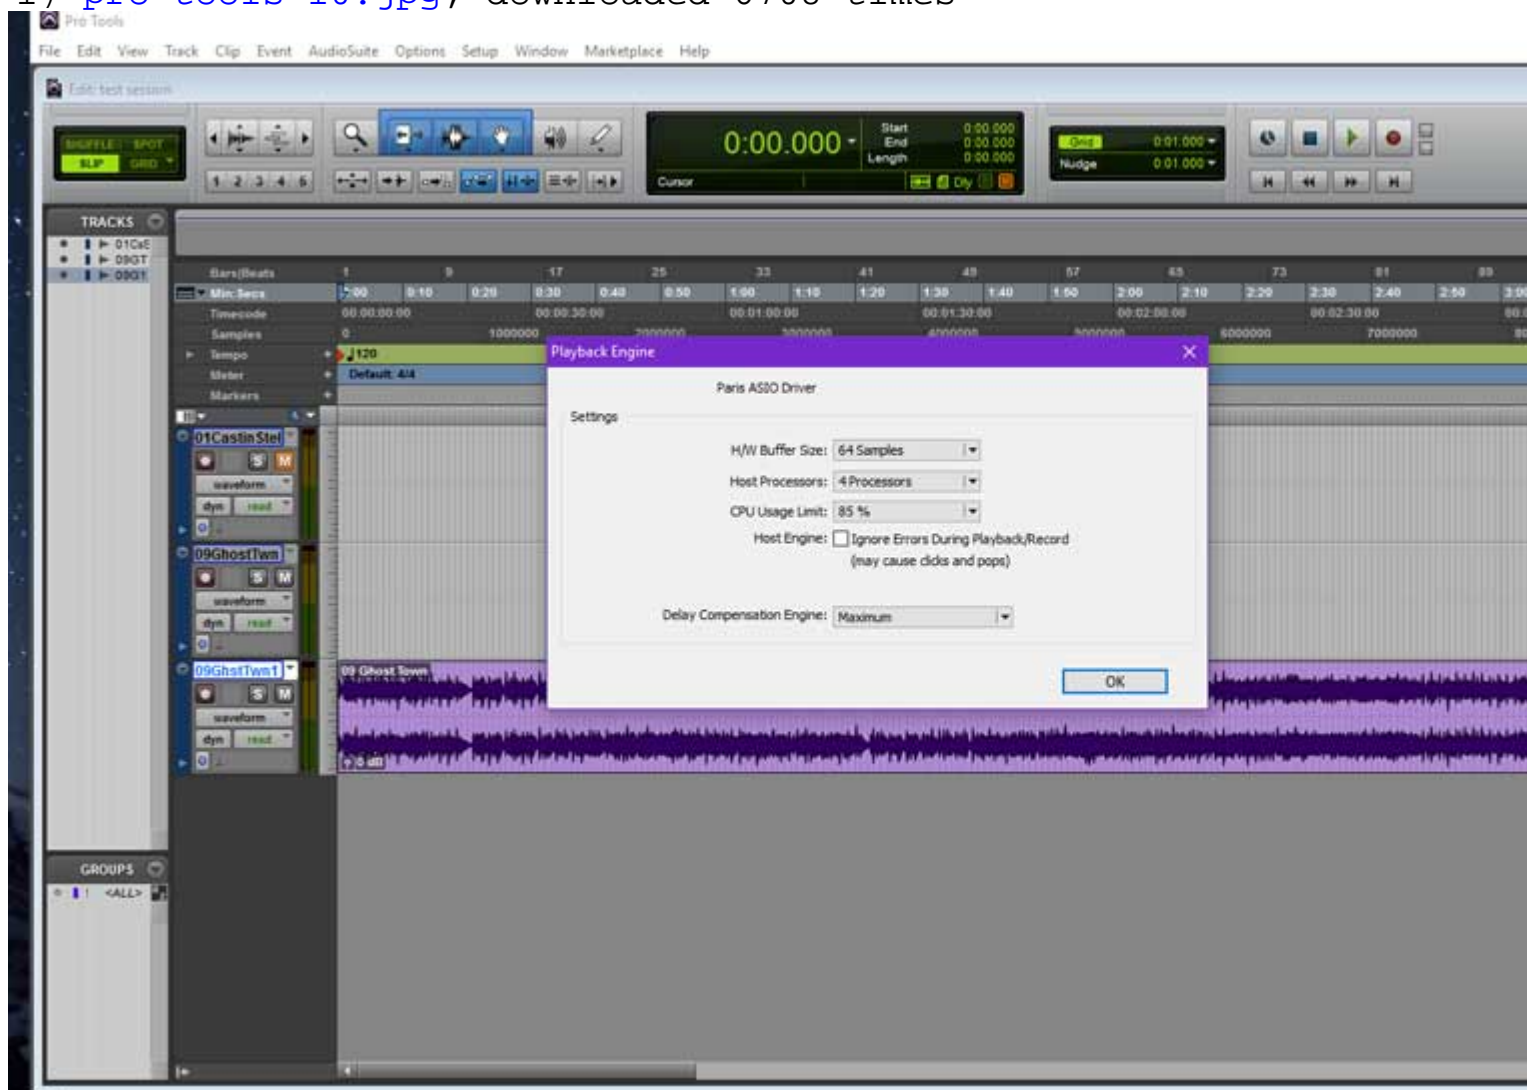 1) pro tools 10.jpg, downloaded times
Pro Tools
File Edit View Track Clip Event AudioSuite Options Setup Window Marketplace Help
Edit: test session
SHUFFLE SPOT
SLIP GRID
1 2 3 4 5
0:00.000
Start 0:00.000
End 0:00.000
Length 0:00.000
Cursor
Dly
Grid 0:01.000
Nudge 0:01.000
TRACKS
01CsE
09GT
09G1
Bars|Beats 1 9 17 25 33 41 49 57 65 73 81 89
Min:Secs 0:00 0:10 0:20 0:30 0:40 0:50 1:00 1:10 1:20 1:30 1:40 1:50 2:00 2:10 2:20 2:30 2:40 2:50 3:00
Timecode 00:00:00:00 00:00:30:00 00:01:00:00 00:01:30:00 00:02:00:00 00:02:30:00
Samples 0 1000000 2000000 3000000 4000000 5000000 6000000 7000000
Tempo 120
Meter Default: 4/4
Markers
Playback Engine
Paris ASIO Driver
Settings
H/W Buffer Size: 64 Samples
Host Processors: 4 Processors
CPU Usage Limit: 85 %
Host Engine: Ignore Errors During Playback/Record
(may cause clicks and pops)
Delay Compensation Engine: Maximum
OK
01CastinStel
S M
waveform
dyn read
09GhostTwn
S M
waveform
dyn read
09GhstTwn1
S M
waveform
dyn read
09 Ghost Town
0 dB
GROUPS
! <ALL>